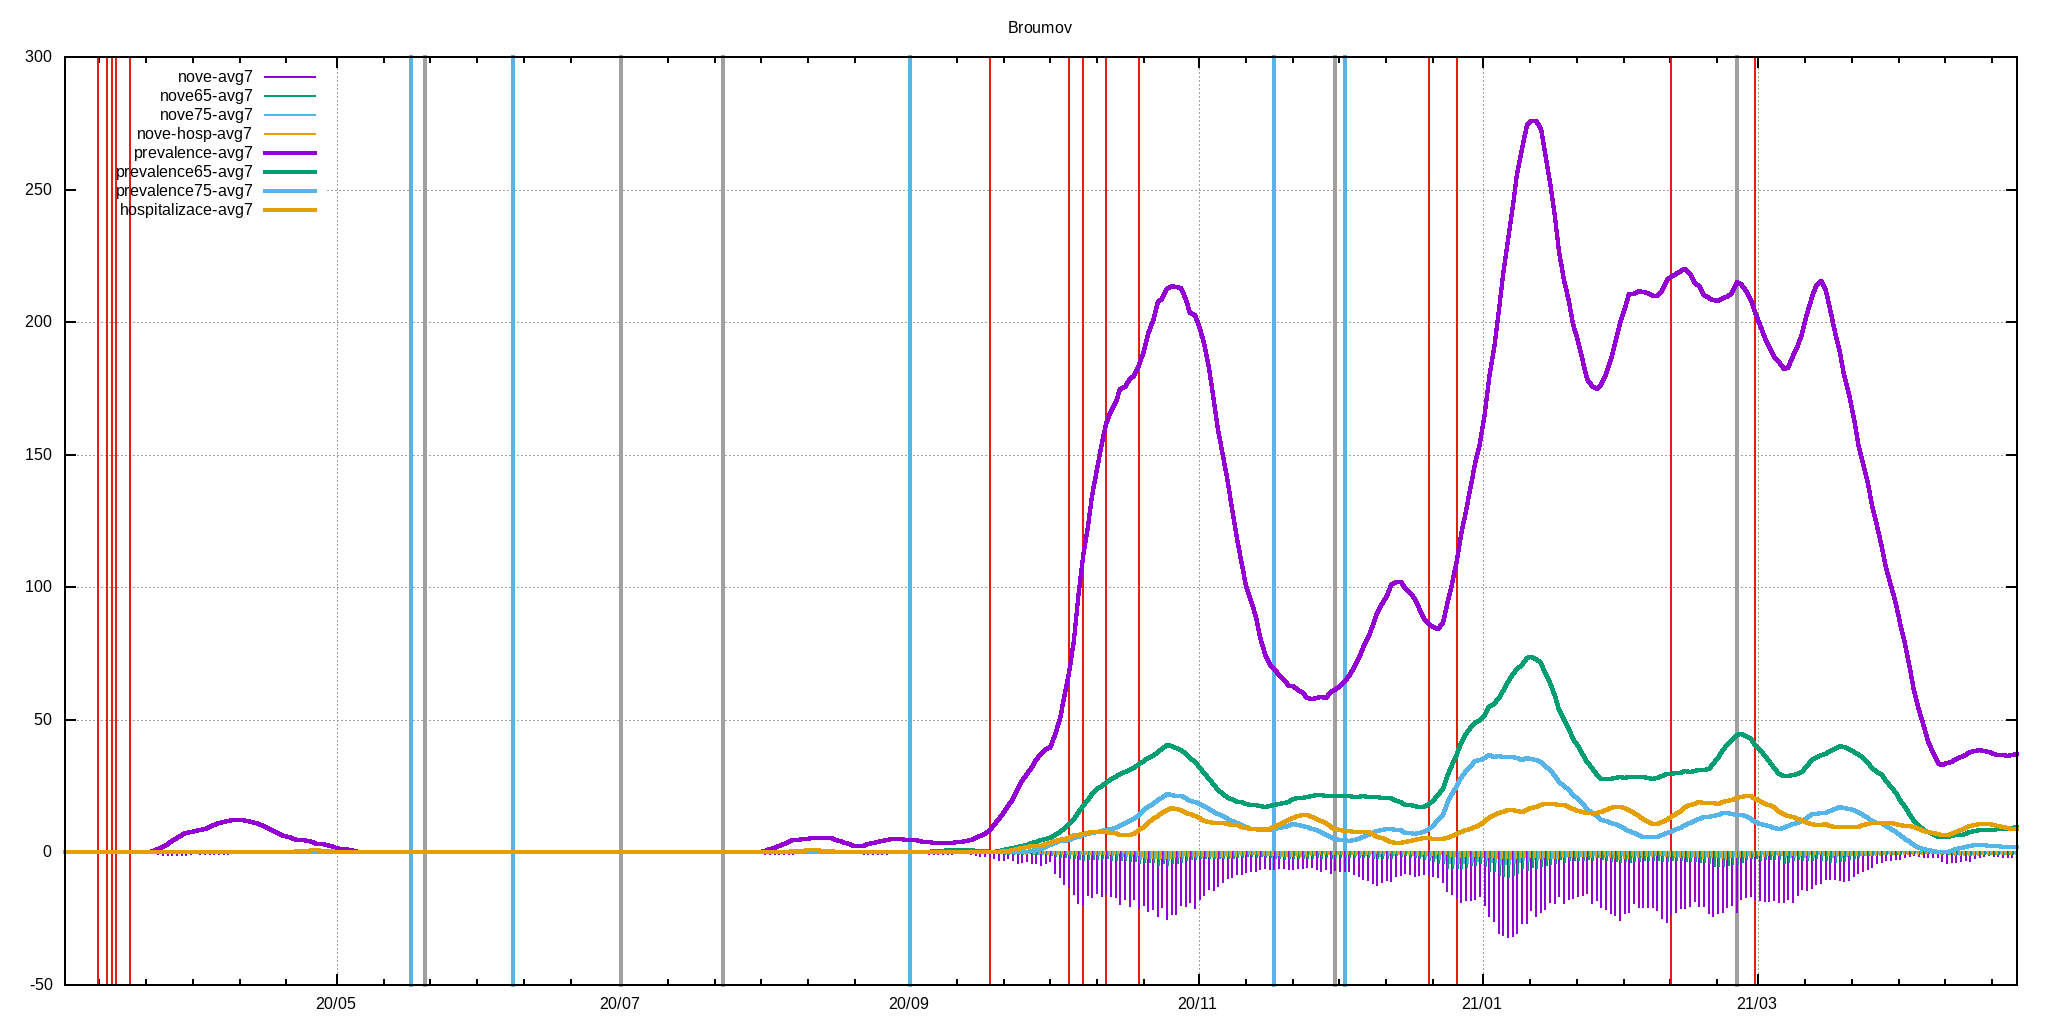 Broumov
300
250
200
150
100
50
0
-50
nove-avg7
nove65-avg7
nove75-avg7
nove-hosp-avg7
prevalence-avg7
prevalence65-avg7
prevalence75-avg7
hospitalizace-avg7
20/05 20/07 20/09 20/11 21/01 21/03